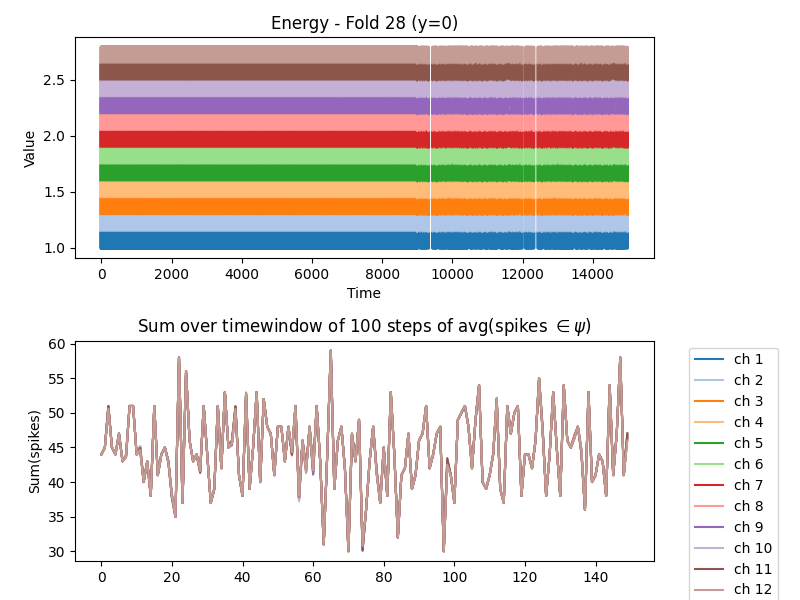 Energy - Fold 28 (y=0)
Value
2.5
2.0
1.5
1.0
0 2000 4000 6000 8000 10000 12000 14000
Time
Sum over timewindow of 100 steps of avg(spikes ∈ ψ)
Sum(spikes)
60
55
50
45
40
35
30
0 20 40 60 80 100 120 140
ch 1
ch 2
ch 3
ch 4
ch 5
ch 6
ch 7
ch 8
ch 9
ch 10
ch 11
ch 12